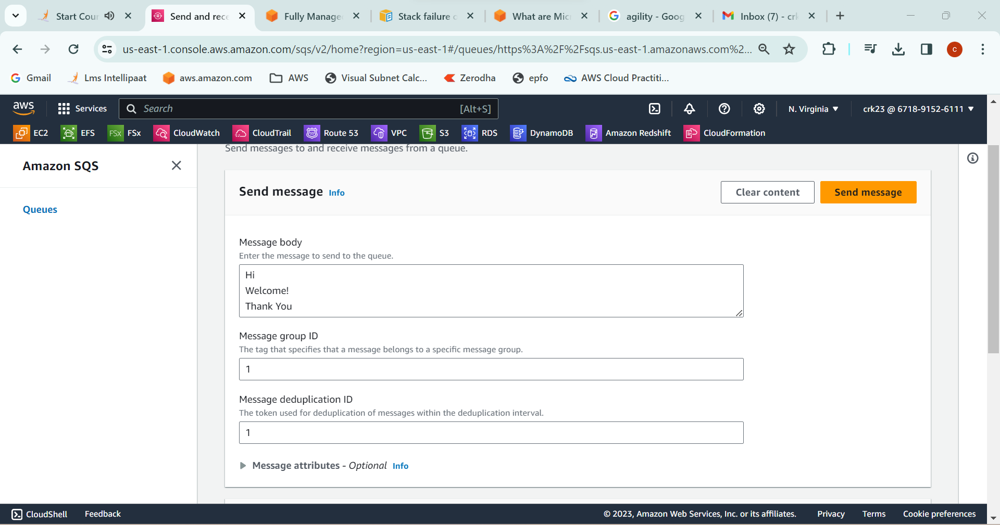 Start Cour
Send and rece
Fully Manage
Stack failure o
What are Mic
agility - Goog
Inbox (7) - crk
us-east-1.console.aws.amazon.com/sqs/v2/home?region=us-east-1#/queues/https%3A%2F%2Fsqs.us-east-1.amazonaws.com%2...
C
Gmail
Lms Intellipaat
aws.amazon.com
AWS
Visual Subnet Calc...
Zerodha
epfo
AWS Cloud Practiti...
aws
Services
Search
[Alt+S]
N. Virginia
crk23 @ 6718-9152-6111
EC2
EFS
FSx
FSx
CloudWatch
CloudTrail
53
Route 53
VPC
S3
RDS
DynamoDB
Amazon Redshift
CloudFormation
Amazon SQS
Queues
Send messages to and receive messages from a queue.
Send message Info
Clear content
Send message
Message body
Enter the message to send to the queue.
Hi
Welcome!
Thank You
Message group ID
The tag that specifies that a message belongs to a specific message group.
1
Message deduplication ID
The token used for deduplication of messages within the deduplication interval.
1
Message attributes - Optional Info
CloudShell
Feedback
© 2023, Amazon Web Services, Inc. or its affiliates.
Privacy
Terms
Cookie preferences